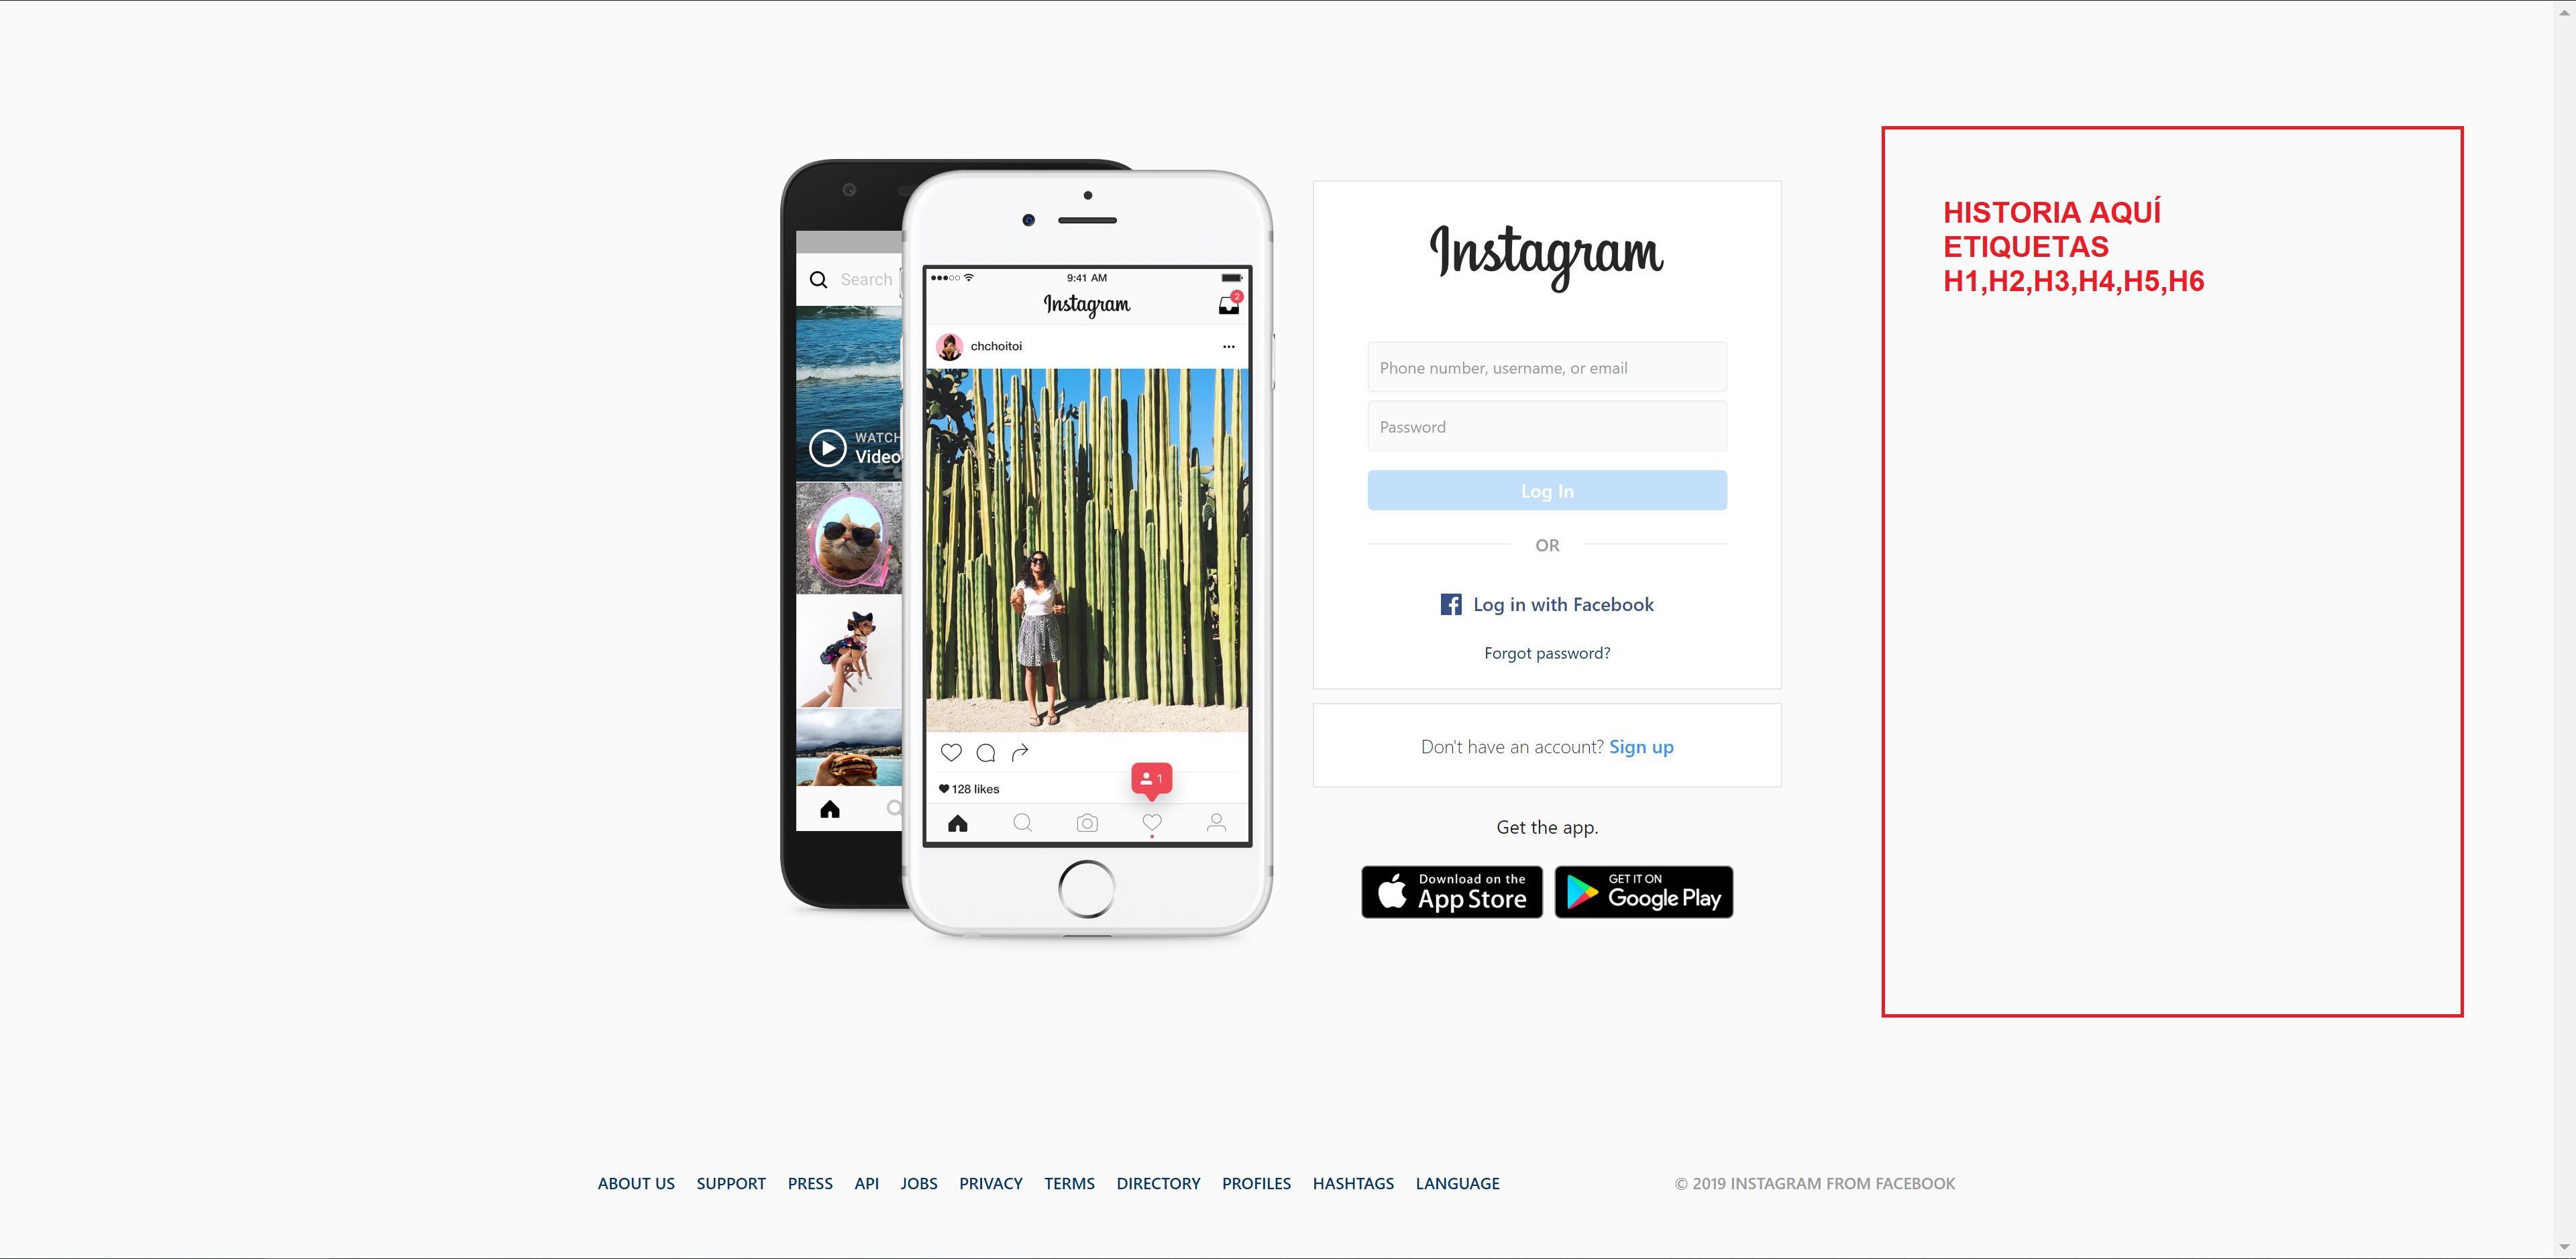 Search
WATCH
Video
9:41 AM
Instagram
2
chchoitoi
128 likes
1
Instagram
Phone number, username, or email
Password
Log In
OR
Log in with Facebook
Forgot password?
Don't have an account? Sign up
Get the app.
Download on the
App Store
GET IT ON
Google Play
HISTORIA AQUÍ
ETIQUETAS
H1,H2,H3,H4,H5,H6
ABOUT US SUPPORT PRESS API JOBS PRIVACY TERMS DIRECTORY PROFILES HASHTAGS LANGUAGE
© 2019 INSTAGRAM FROM FACEBOOK